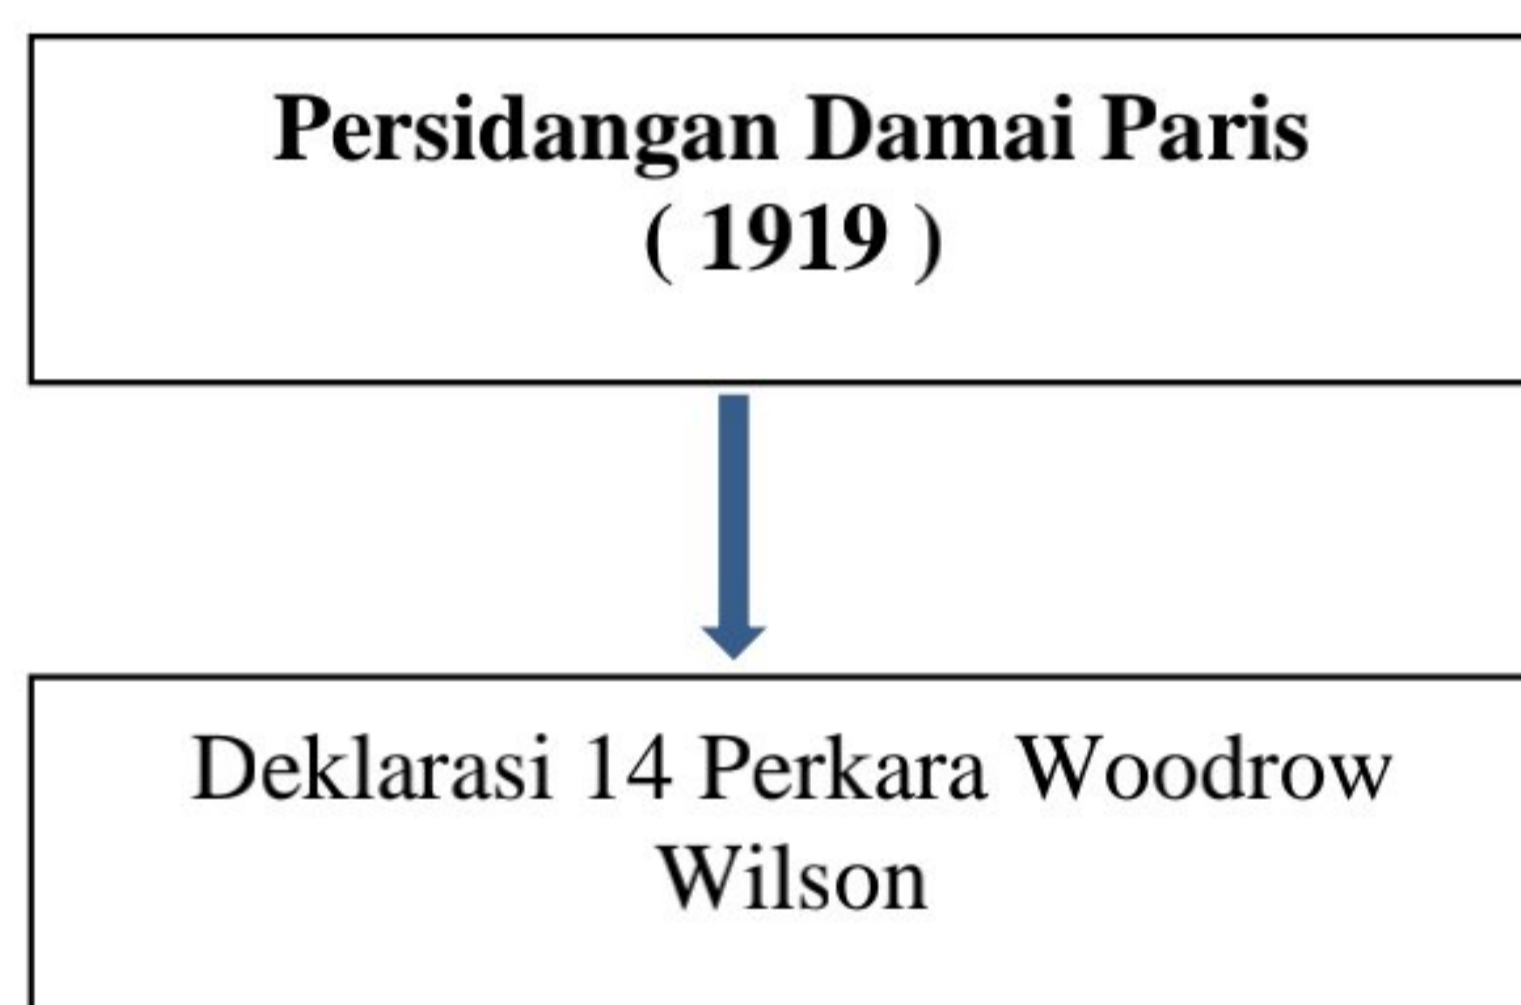 Persidangan Damai Paris
( 1919 )
Deklarasi 14 Perkara Woodrow
Wilson